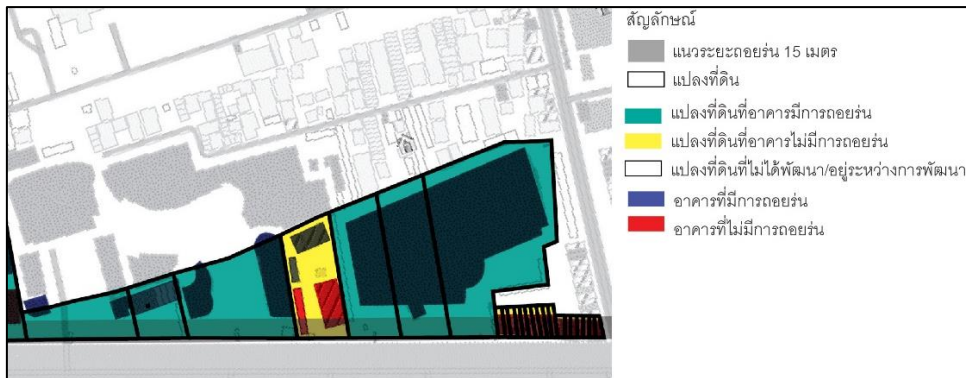 สัญลักษณ์
แนวระยะถอยร่น 15 เมตร
แปลงที่ดิน
แปลงที่ดินที่อาคารมีการถอยร่น
แปลงที่ดินที่อาคารไม่มีการถอยร่น
แปลงที่ดินที่ไม่ได้พัฒนา/อยู่ระหว่างการพัฒนา
อาคารที่มีการถอยร่น
อาคารที่ไม่มีการถอยร่น